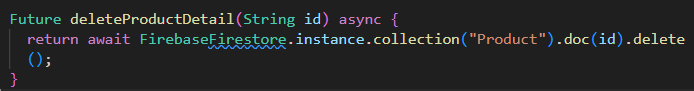 Future deleteProductDetail(String id) async {
return await FirebaseFirestore.instance.collection("Product").doc(id).delete
();
}